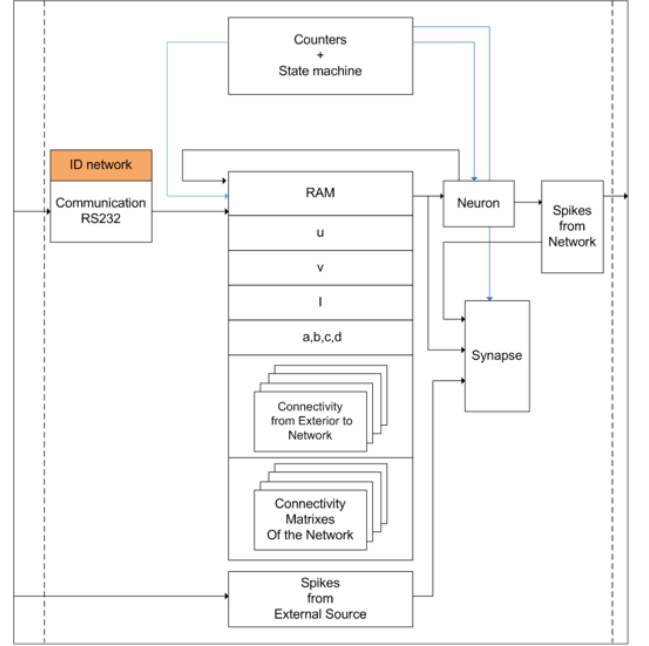 Counters
+
State machine
ID network
Communication
RS232
RAM
u
v
I
a,b,c,d
Connectivity
from Exterior to
Network
Connectivity
Matrixes
Of the Network
Neuron
Spikes
from
Network
Synapse
Spikes
from
External Source